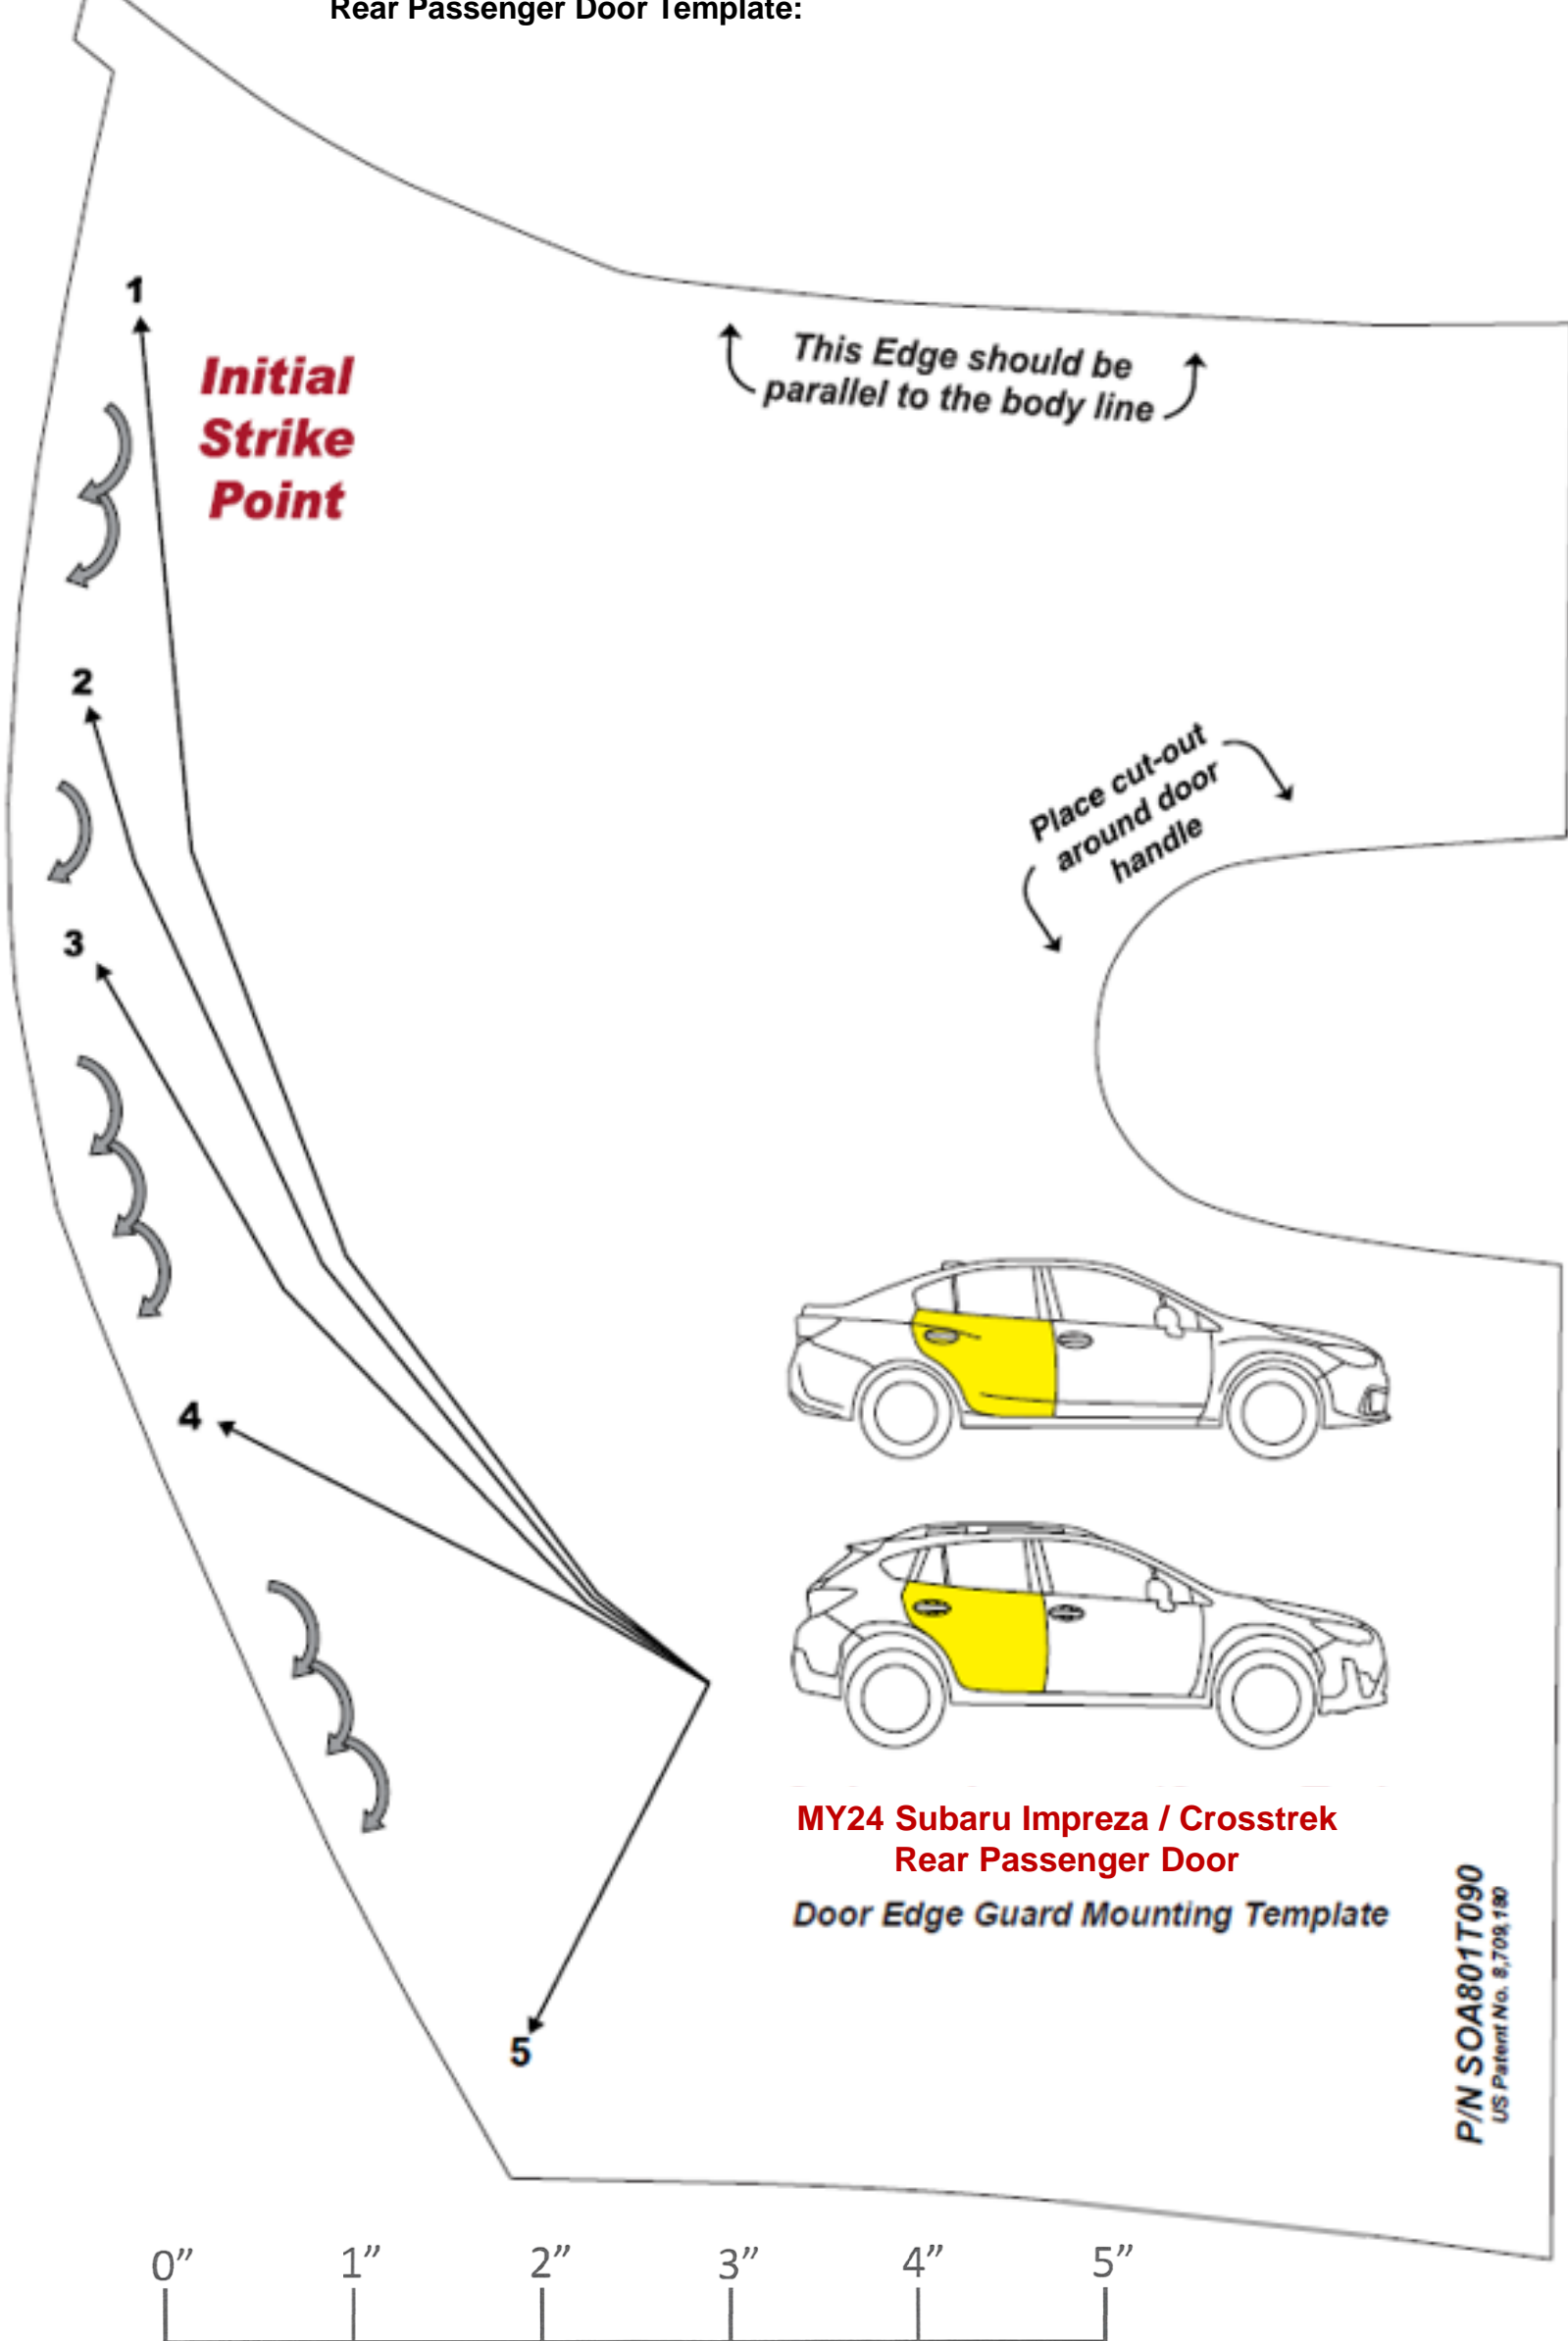 Rear Passenger Door Template:
1
Initial
Strike
Point
This Edge should be
parallel to the body line
2
Place cut-out
around door
handle
3
4
MY24 Subaru Impreza / Crosstrek
Rear Passenger Door
Door Edge Guard Mounting Template
P/N SOA801T090
US Patent No. 8,709,180
5
0” 1” 2” 3” 4” 5”